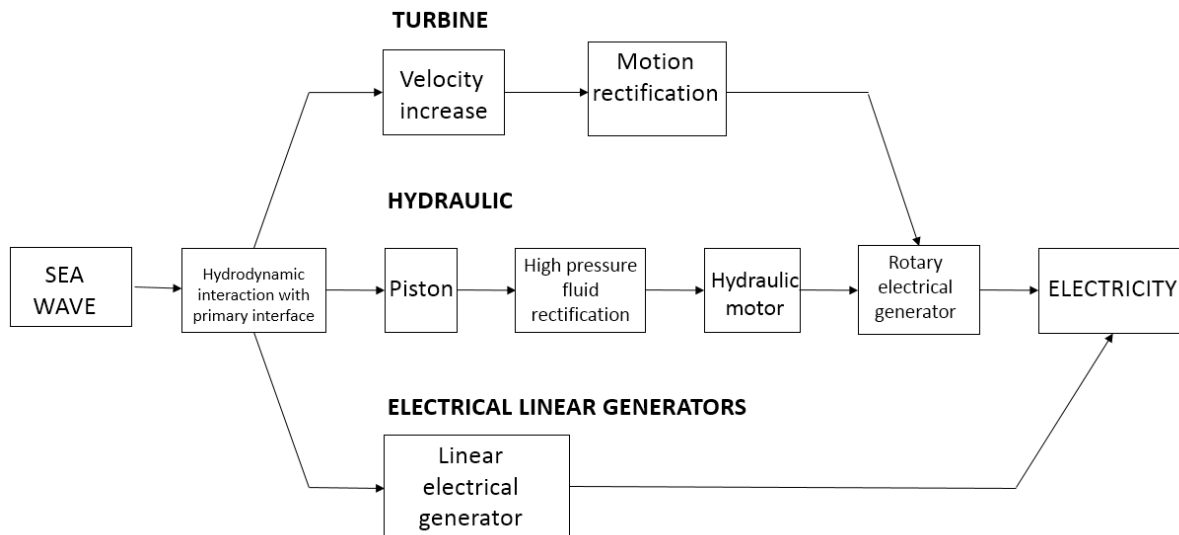 TURBINE
Velocity
increase
Motion
rectification
HYDRAULIC
SEA
WAVE
Hydrodynamic
interaction with
primary interface
Piston
High pressure
fluid
rectification
Hydraulic
motor
Rotary
electrical
generator
ELECTRICITY
ELECTRICAL LINEAR GENERATORS
Linear
electrical
generator